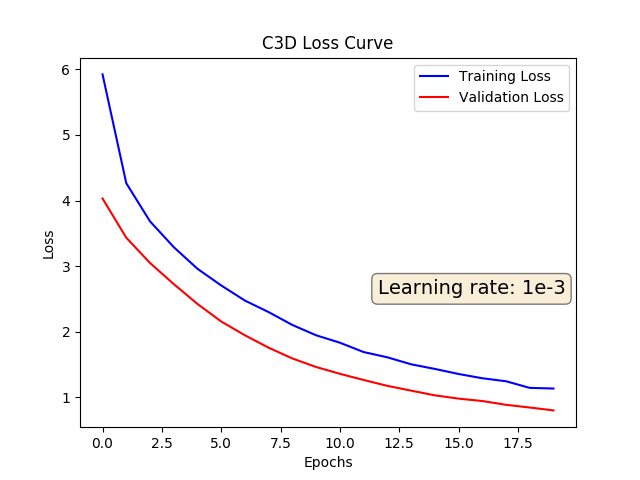 C3D Loss Curve
6
5
4
3
2
1
Loss
Training Loss
Validation Loss
Learning rate: 1e-3
0.0 2.5 5.0 7.5 10.0 12.5 15.0 17.5
Epochs